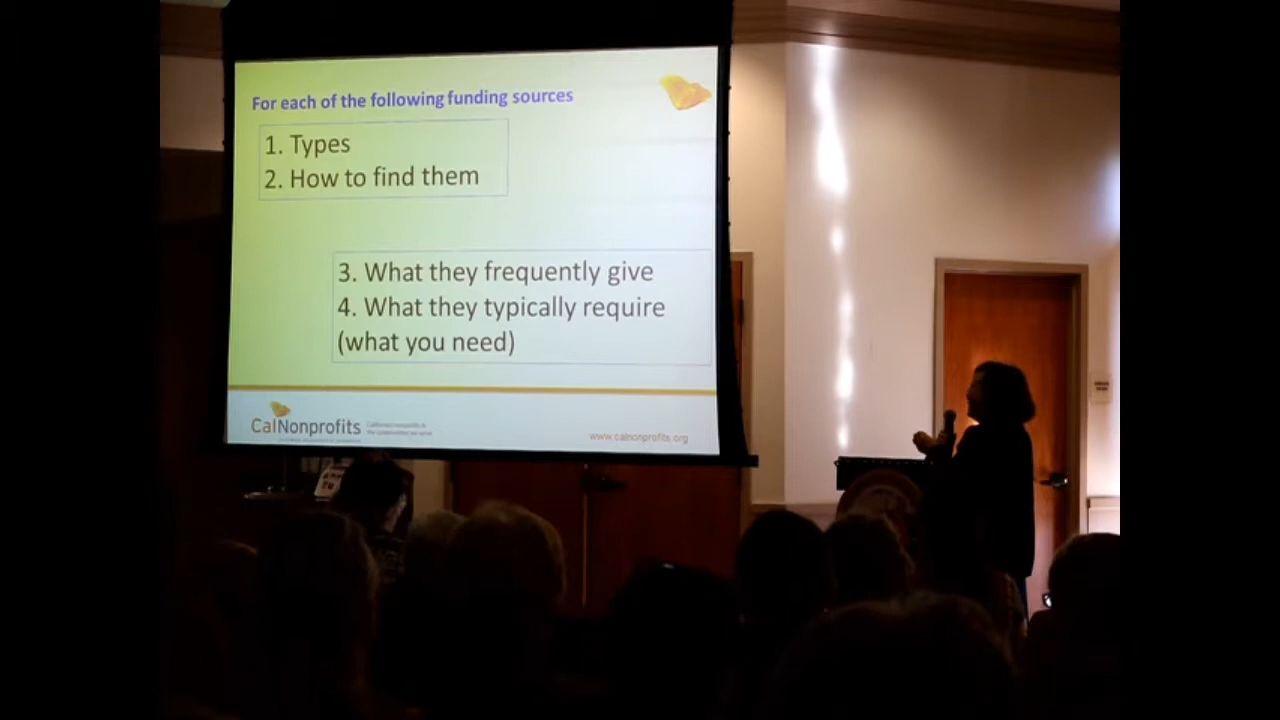 For each of the following funding sources
1. Types
2. How to find them
3. What they frequently give
4. What they typically require
(what you need)
CalNonprofits
www.calnonprofits.org